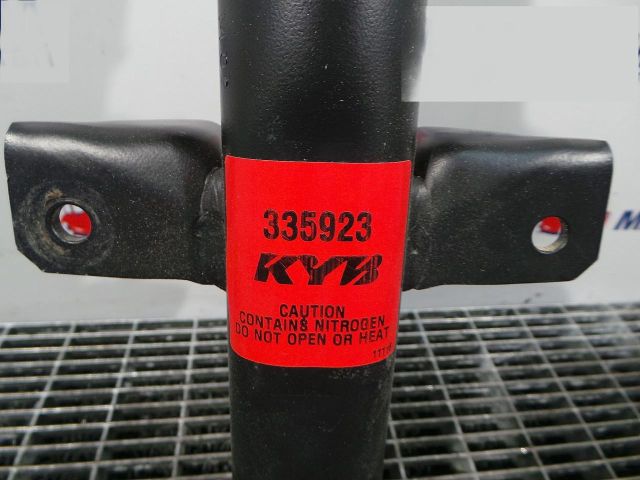 335923
KYB
CAUTION
CONTAINS NITROGEN
DO NOT OPEN OR HEAT